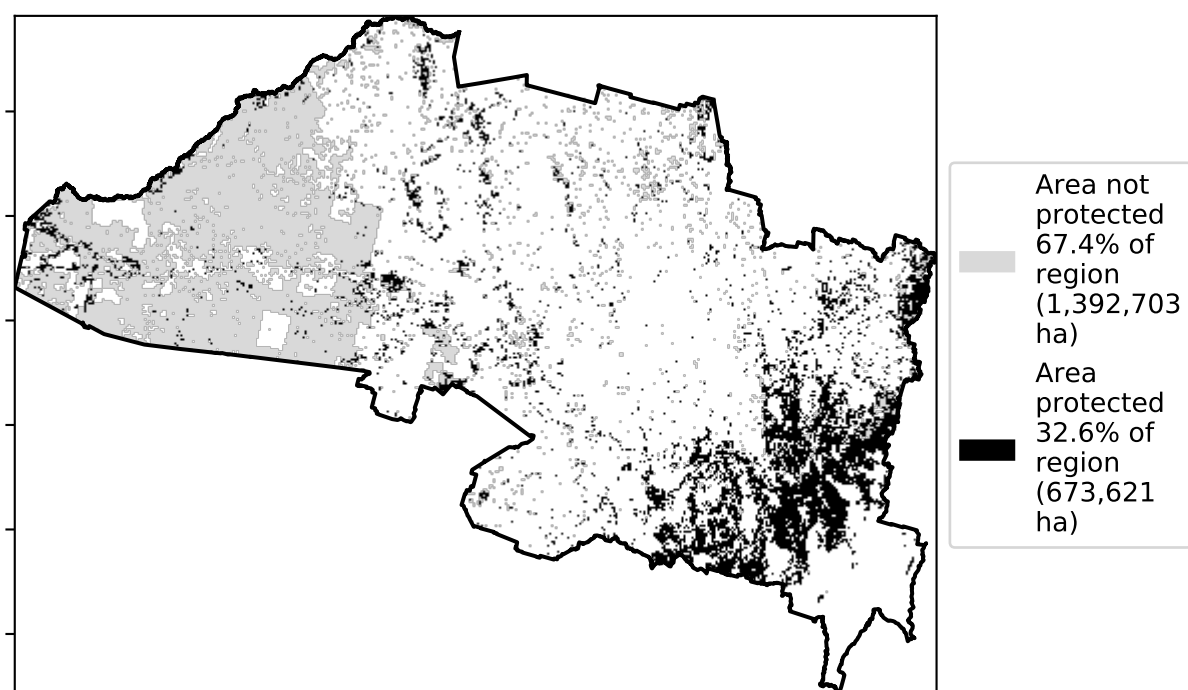 Area not
protected
67.4% of
region
(1,392,703
ha)
Area
protected
32.6% of
region
(673,621
ha)